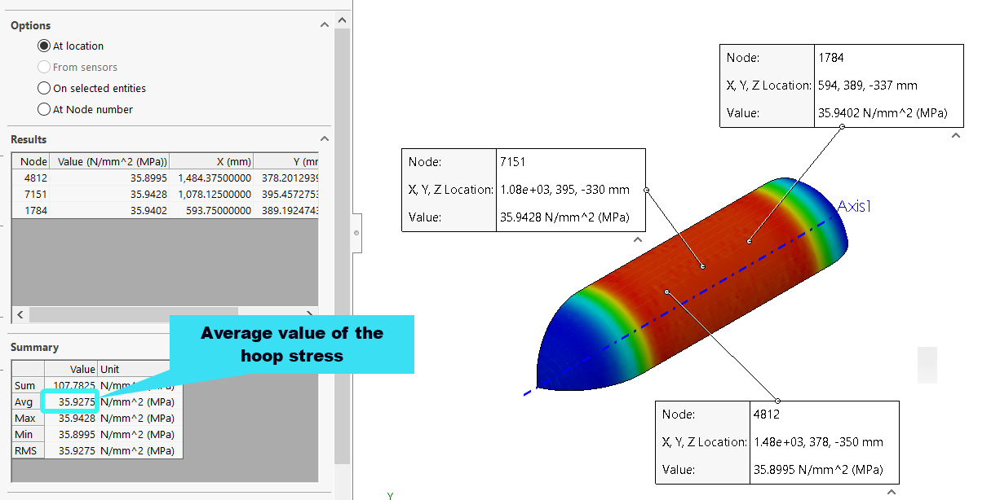 Options
At location
From sensors
On selected entities
At Node number
Results
Node Value (N/mm^2 (MPa)) X (mm) Y (mr
4812 35.8995 1,484.37500000 378.2012939
7151 35.9428 1,078.12500000 395.4572753
1784 35.9402 593.75000000 389.1924743
Summary
Value Unit
Sum 107.7825 N/mm^2 (MPa)
Avg 35.9275 N/mm^2 (MPa)
Max 35.9428 N/mm^2 (MPa)
Min 35.8995 N/mm^2 (MPa)
RMS 35.9275 N/mm^2 (MPa)
Average value of the
hoop stress
Node: 1784
X, Y, Z Location: 594, 389, -337 mm
Value: 35.9402 N/mm^2 (MPa)
Node: 7151
X, Y, Z Location: 1.08e+03, 395, -330 mm
Value: 35.9428 N/mm^2 (MPa)
Axis1
Node: 4812
X, Y, Z Location: 1.48e+03, 378, -350 mm
Value: 35.8995 N/mm^2 (MPa)
Y